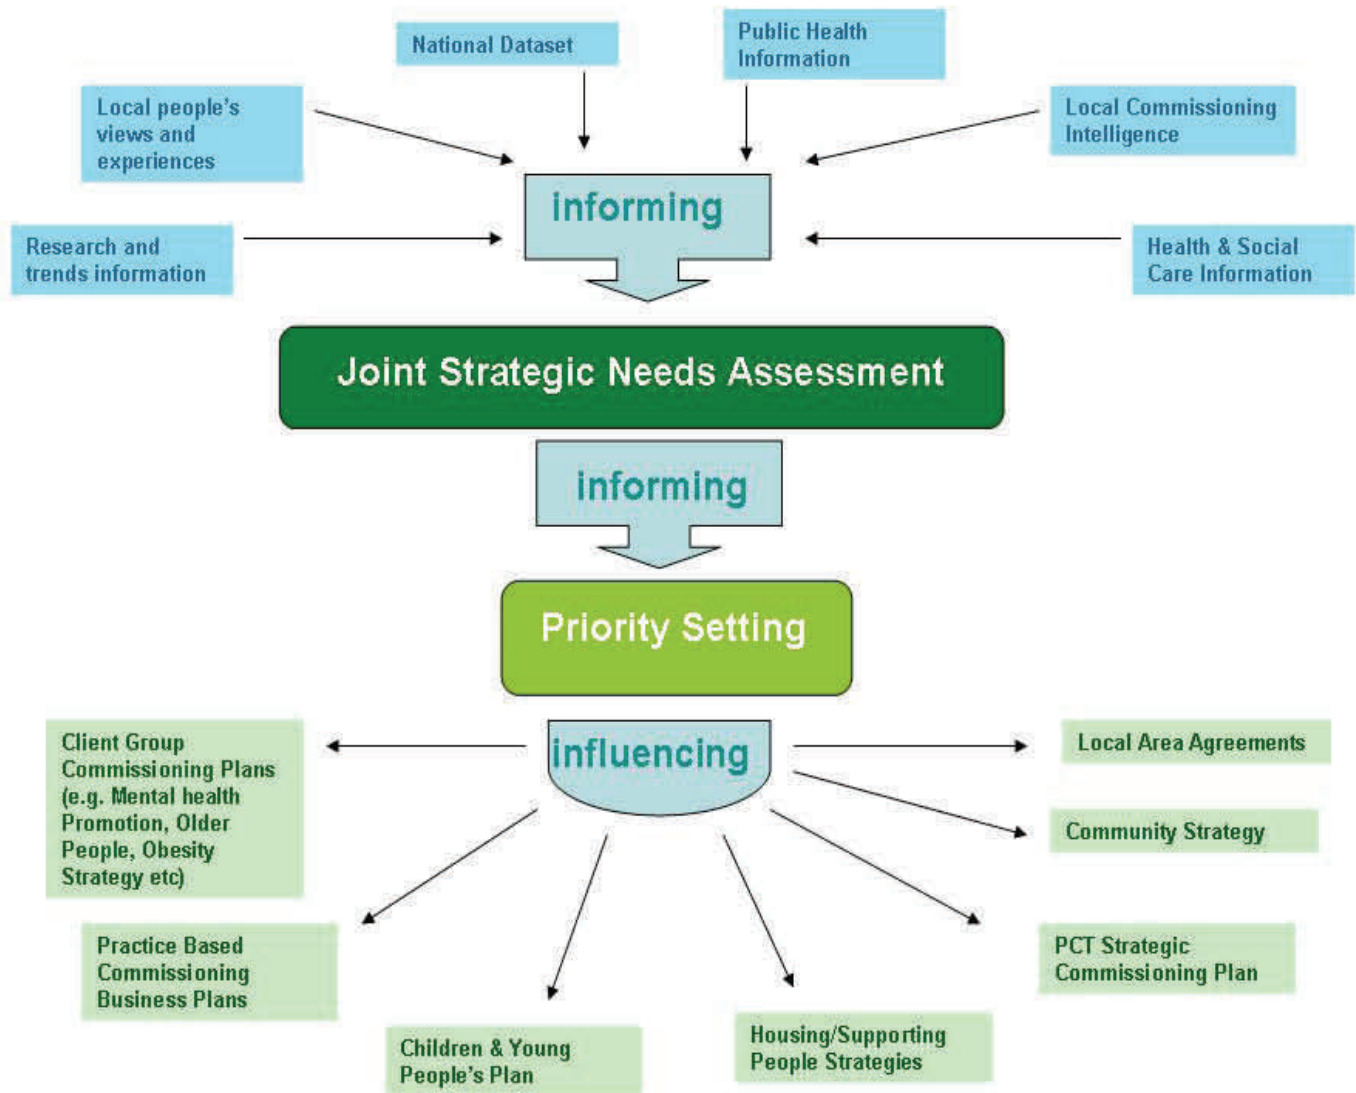 National Dataset
Public Health
Information
Local people's
views and
experiences
Local Commissioning
Intelligence
informing
Research and
trends information
Health & Social
Care Information
Joint Strategic Needs Assessment
informing
Priority Setting
influencing
Client Group
Commissioning Plans
(e.g. Mental health
Promotion, Older
People, Obesity
Strategy etc)
Local Area Agreements
Community Strategy
Practice Based
Commissioning
Business Plans
PCT Strategic
Commissioning Plan
Children & Young
People's Plan
Housing/Supporting
People Strategies